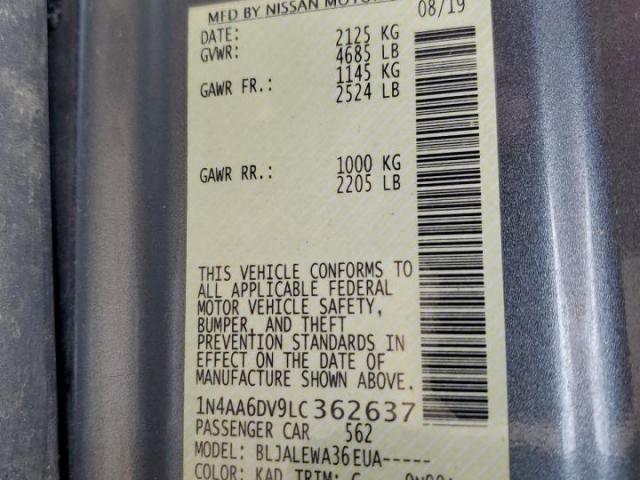 MFD BY NISSAN MOTOR
08/19
DATE: 2125 KG
GVWR: 4685 LB
GAWR FR.: 1145 KG
2524 LB
GAWR RR.: 1000 KG
2205 LB
THIS VEHICLE CONFORMS TO
ALL APPLICABLE FEDERAL
MOTOR VEHICLE SAFETY,
BUMPER, AND THEFT
PREVENTION STANDARDS IN
EFFECT ON THE DATE OF
MANUFACTURE SHOWN ABOVE.
1N4AA6DV9LC362637
PASSENGER CAR 562
MODEL: BLJALEWA36EUA-----
COLOR: KAD TRIM: G